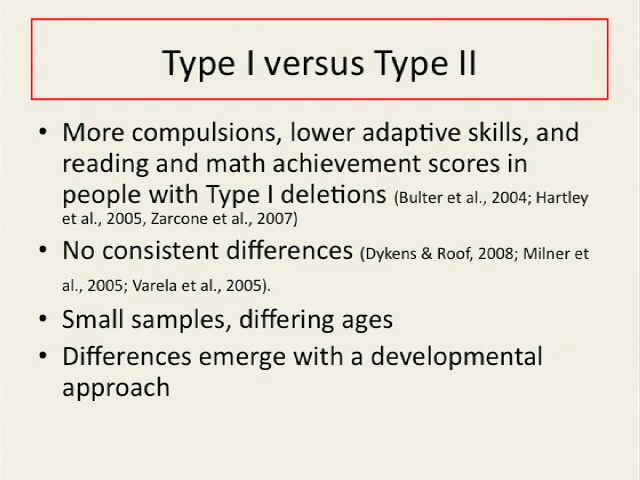 Type I versus Type II
• More compulsions, lower adaptive skills, and
reading and math achievement scores in
people with Type I deletions (Bulter et al., 2004; Hartley
et al., 2005, Zarcone et al., 2007)
• No consistent differences (Dykens & Roof, 2008; Milner et
al., 2005; Varela et al., 2005).
• Small samples, differing ages
• Differences emerge with a developmental
approach